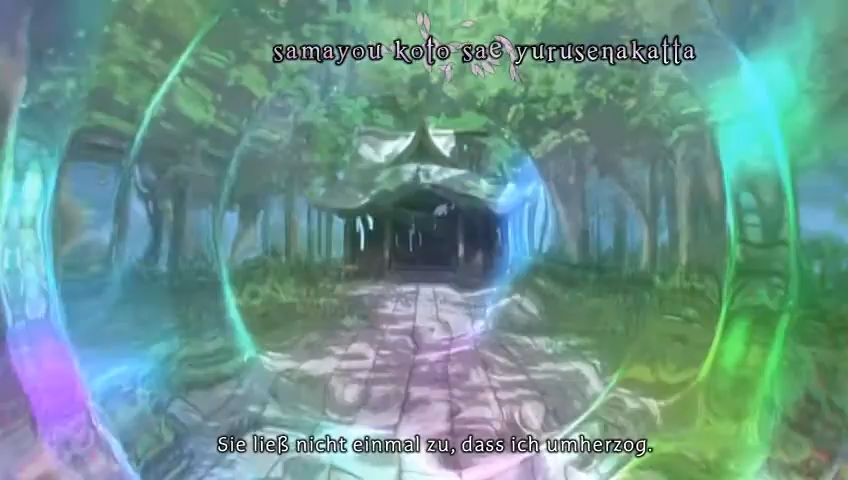 samayou koto sae yurusenakatta
Sie ließ nicht einmal zu, dass ich umherzog.